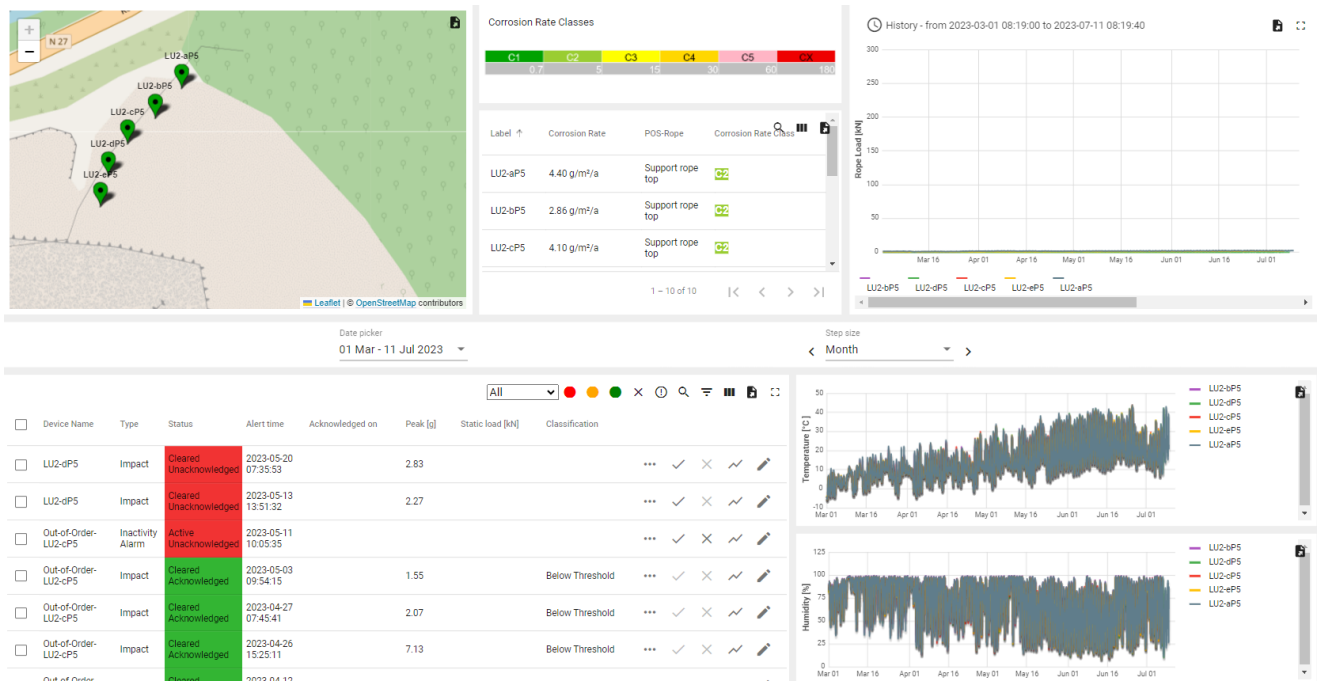 +
−
N 27
LU2-aP5
LU2-bP5
LU2-cP5
LU2-dP5
LU2-eP5
Leaflet | © OpenStreetMap contributors
Corrosion Rate Classes
C1 C2 C3 C4 C5 CX
0.7 5 15 30 60 180
Label ↑ Corrosion Rate POS-Rope Corrosion Rate Class
LU2-aP5 4.40 g/m²/a Support rope top C2
LU2-bP5 2.86 g/m²/a Support rope top C2
LU2-cP5 4.10 g/m²/a Support rope top C2
1 – 10 of 10
History - from 2023-03-01 08:19:00 to 2023-07-11 08:19:40
Rope Load [kN]
300
250
200
150
100
50
0
Mar 16 Apr 01 Apr 16 May 01 May 16 Jun 01 Jun 16 Jul 01
LU2-bP5 LU2-dP5 LU2-cP5 LU2-eP5 LU2-aP5
Date picker
01 Mar - 11 Jul 2023
Step size
Month
All
Device Name Type Status Alert time Acknowledged on Peak [g] Static load [kN] Classification
LU2-dP5 Impact Cleared Unacknowledged 2023-05-20 07:35:53 2.83
LU2-dP5 Impact Cleared Unacknowledged 2023-05-13 13:51:32 2.27
Out-of-Order-LU2-cP5 Inactivity Alarm Active Unacknowledged 2023-05-11 10:05:35
Out-of-Order-LU2-cP5 Impact Cleared Acknowledged 2023-05-03 09:54:15 1.55 Below Threshold
Out-of-Order-LU2-cP5 Impact Cleared Acknowledged 2023-04-27 07:45:41 2.07 Below Threshold
Out-of-Order-LU2-cP5 Impact Cleared Acknowledged 2023-04-26 15:25:11 7.13 Below Threshold
Out-of-Order- Cleared 2023-04-12
Temperature [°C]
50
40
30
20
10
0
-10
Mar 01 Mar 16 Apr 01 Apr 16 May 01 May 16 Jun 01 Jun 16 Jul 01
LU2-bP5
LU2-dP5
LU2-cP5
LU2-eP5
LU2-aP5
Humidity [%]
125
100
75
50
25
0
Mar 01 Mar 16 Apr 01 Apr 16 May 01 May 16 Jun 01 Jun 16 Jul 01
LU2-bP5
LU2-dP5
LU2-cP5
LU2-eP5
LU2-aP5